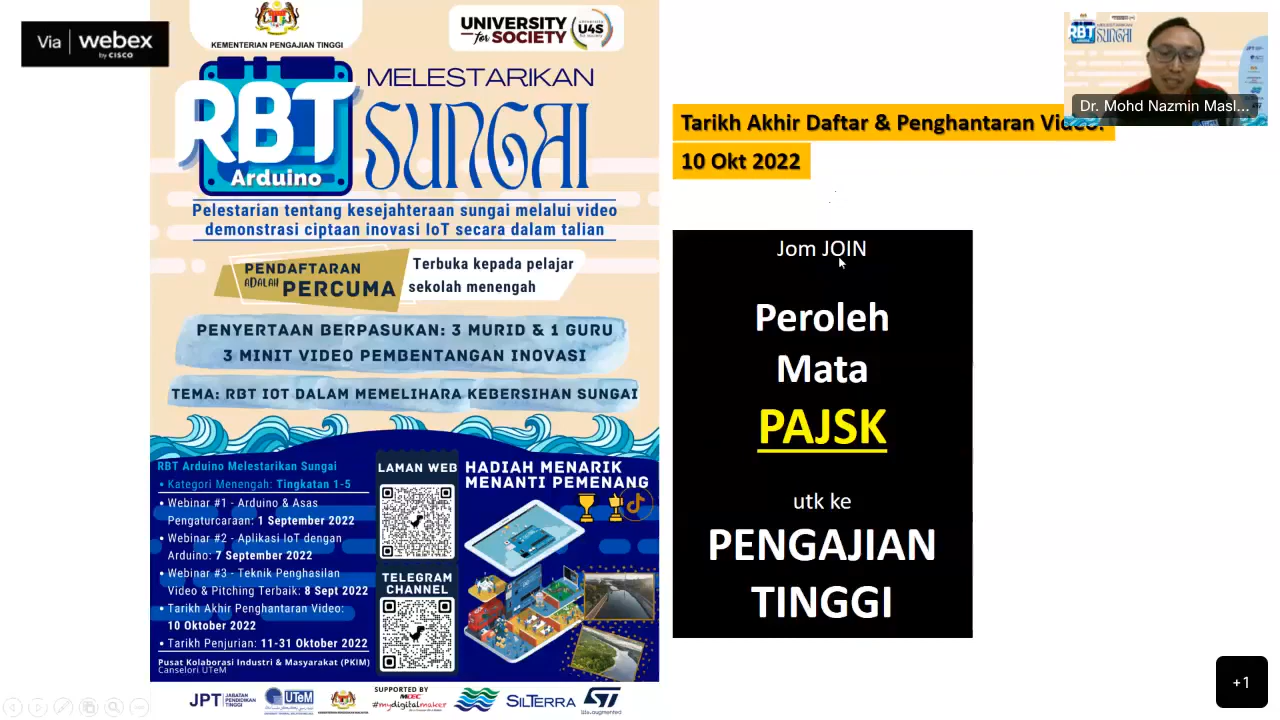 Via webex
by CISCO
KEMENTERIAN PENGAJIAN TINGGI
UNIVERSITY
for SOCIETY
U4S
RBT
Arduino
MELESTARIKAN
SUNGAI
Pelestarian tentang kesejahteraan sungai melalui video
demonstrasi ciptaan inovasi IoT secara dalam talian
PENDAFTARAN
ADALAH PERCUMA
Terbuka kepada pelajar
sekolah menengah
PENYERTAAN BERPASUKAN: 3 MURID & 1 GURU
3 MINIT VIDEO PEMBENTANGAN INOVASI
TEMA: RBT IOT DALAM MEMELIHARA KEBERSIHAN SUNGAI
RBT Arduino Melestarikan Sungai
• Kategori Menengah: Tingkatan 1-5
• Webinar #1 - Arduino & Asas
Pengaturcaraan: 1 September 2022
• Webinar #2 - Aplikasi IoT dengan
Arduino: 7 September 2022
• Webinar #3 - Teknik Penghasilan
Video & Pitching Terbaik: 8 Sept 2022
• Tarikh Akhir Penghantaran Video:
10 Oktober 2022
• Tarikh Penjurian: 11-31 Oktober 2022
Pusat Kolaborasi Industri & Masyarakat (PKIM)
Canselori UTeM
LAMAN WEB
TELEGRAM
CHANNEL
HADIAH MENARIK
MENANTI PEMENANG
JPT JABATAN
PENDIDIKAN
TINGGI
UTeM
SUPPORTED BY
MDEC
#mydigitalmaker
SILTERRA
ST
life.augmented
Tarikh Akhir Daftar & Penghantaran Video:
10 Okt 2022
Jom JOIN
Peroleh
Mata
PAJSK
utk ke
PENGAJIAN
TINGGI
RBT
MELESTARIKAN
SUNGAI
Dr. Mohd Nazmin Masl...
+1